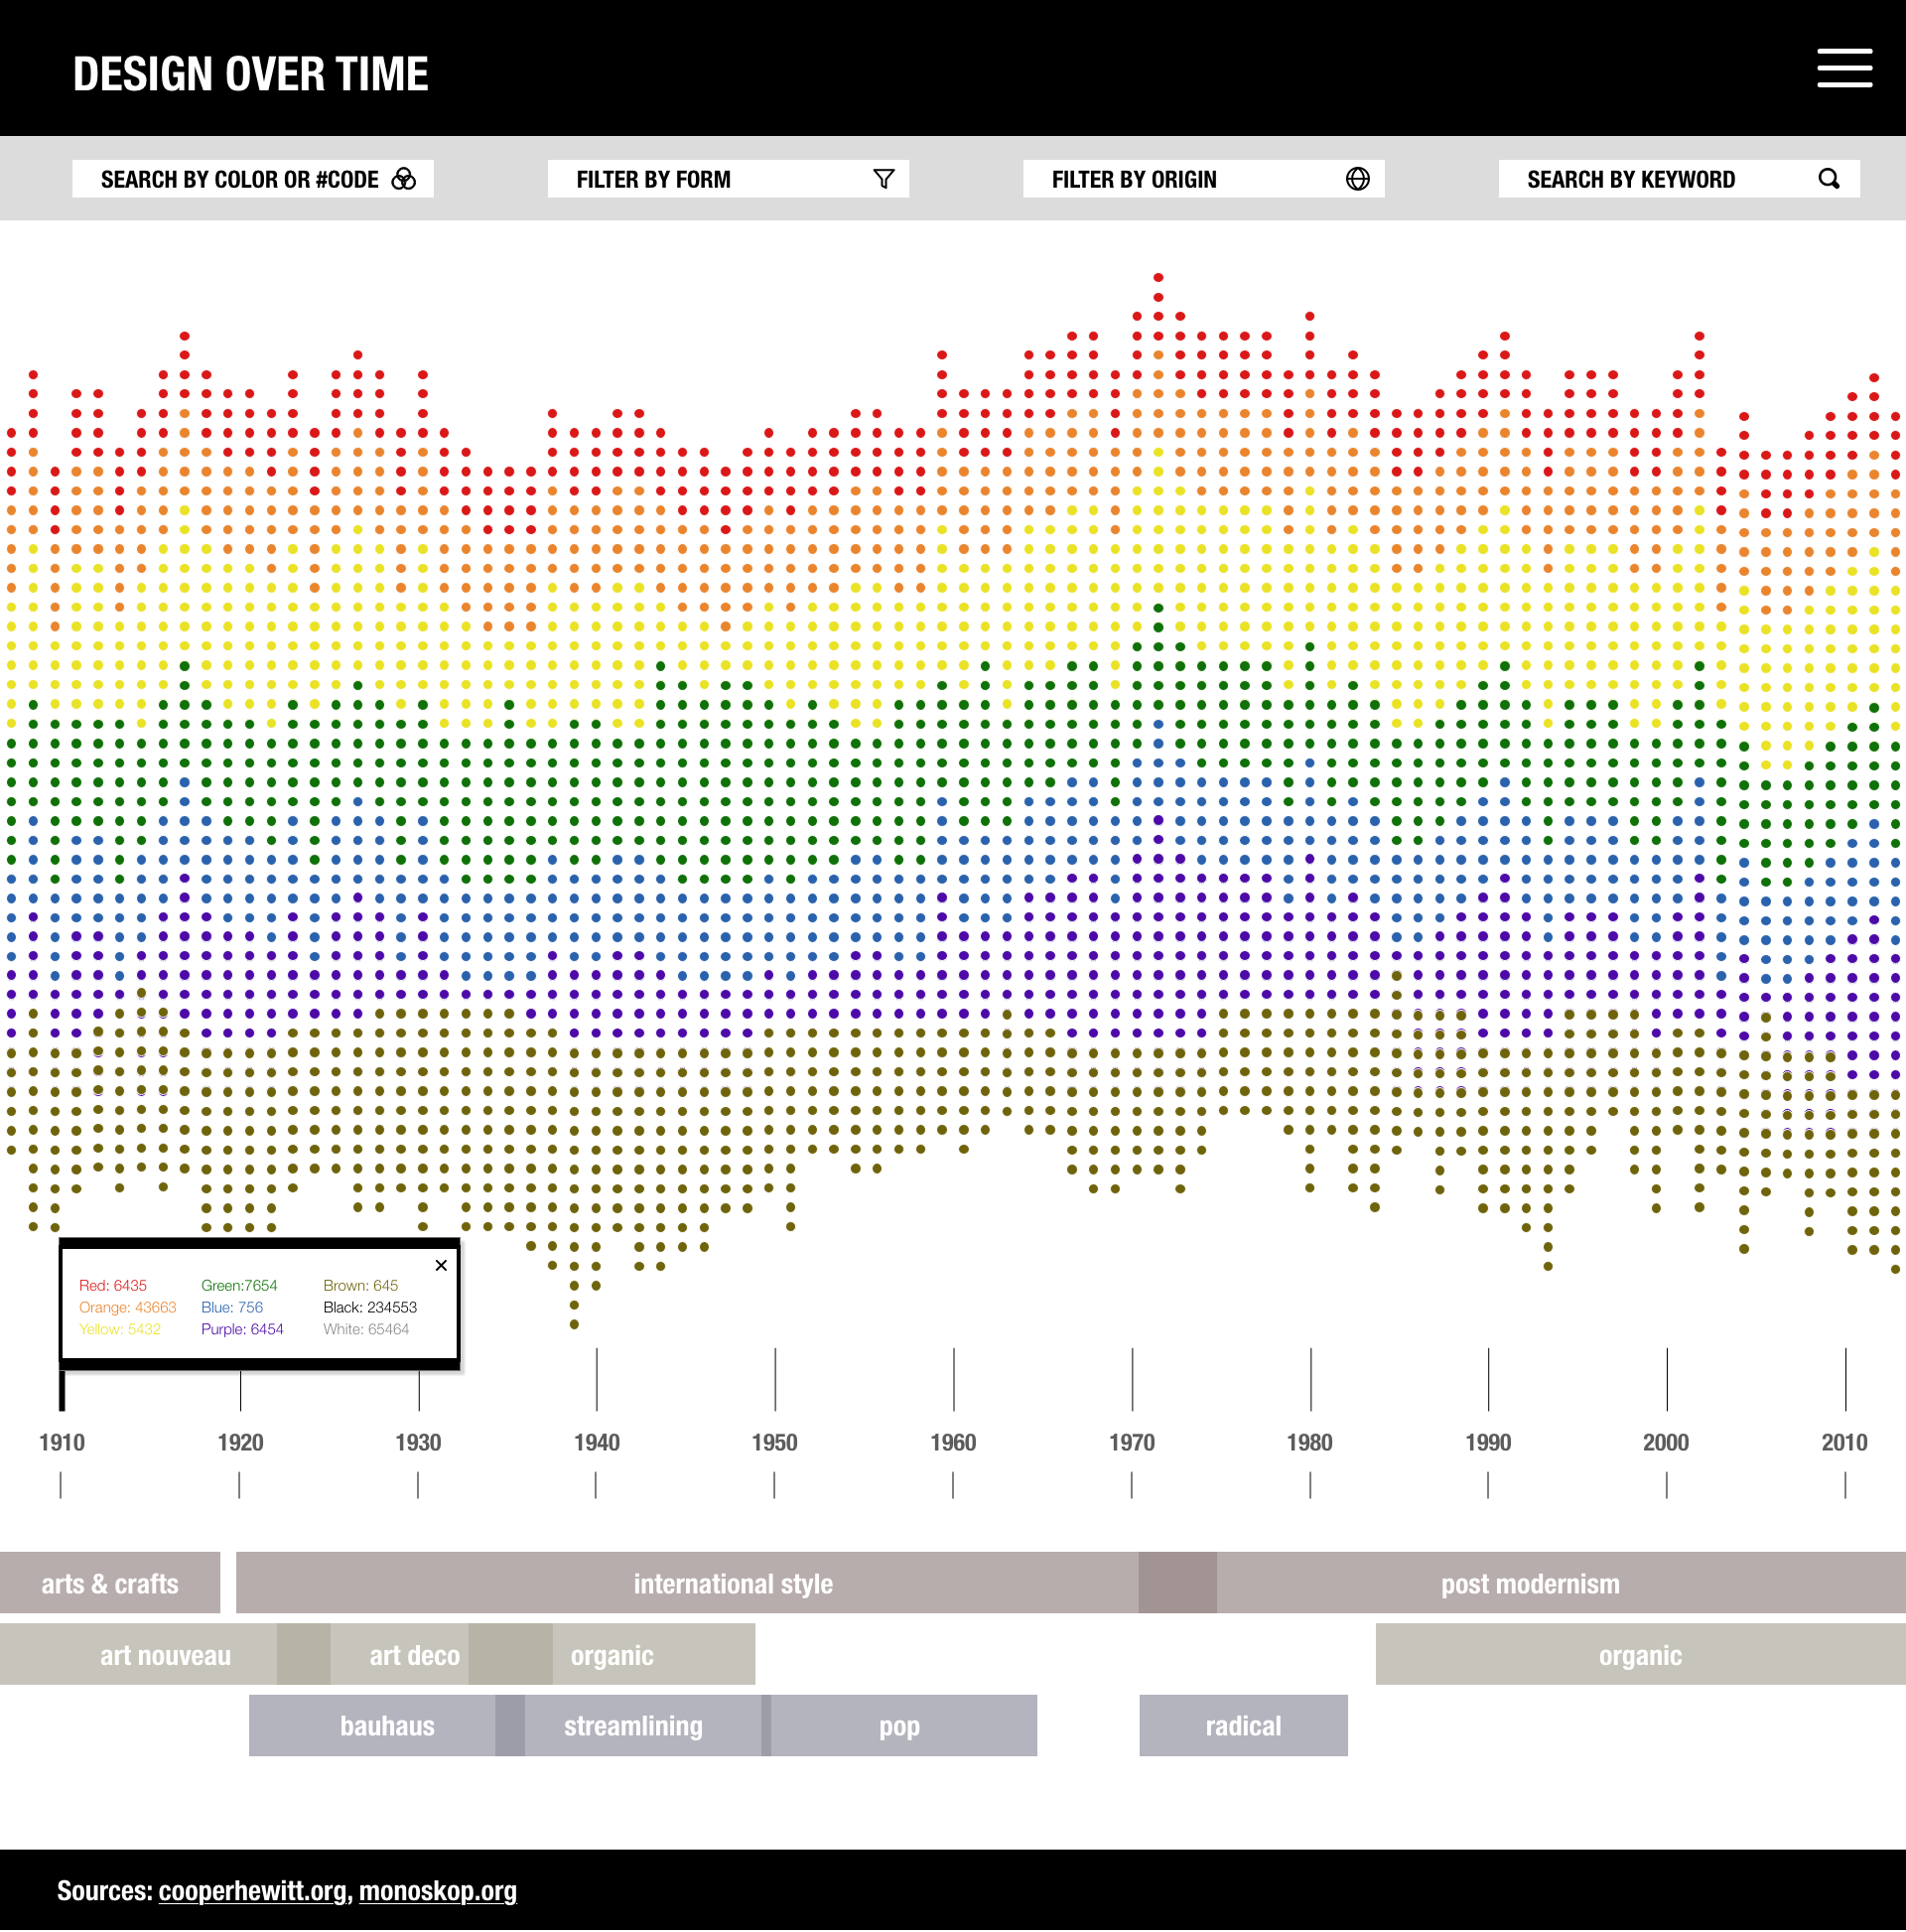 DESIGN OVER TIME
SEARCH BY COLOR OR #CODE
FILTER BY FORM
FILTER BY ORIGIN
SEARCH BY KEYWORD
Red: 6435 Green:7654 Brown: 645
Orange: 43663 Blue: 756 Black: 234553
Yellow: 5432 Purple: 6454 White: 65464
1910 1920 1930 1940 1950 1960 1970 1980 1990 2000 2010
arts & crafts international style post modernism
art nouveau art deco organic organic
bauhaus streamlining pop radical
Sources: cooperhewitt.org, monoskop.org